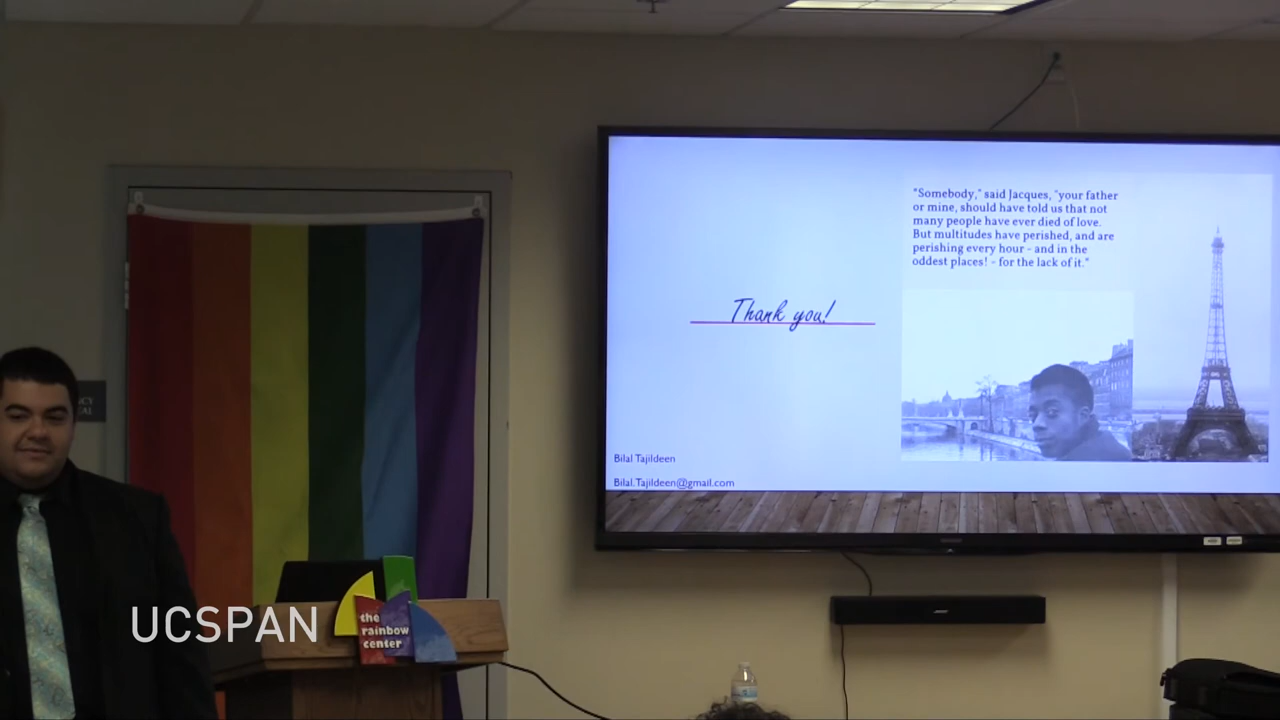 "Somebody," said Jacques, "your father
or mine, should have told us that not
many people have ever died of love.
But multitudes have perished, and are
perishing every hour - and in the
oddest places! - for the lack of it."
Thank you!
Bilal Tajildeen
Bilal.Tajildeen@gmail.com
UCSPAN
the
rainbow
center